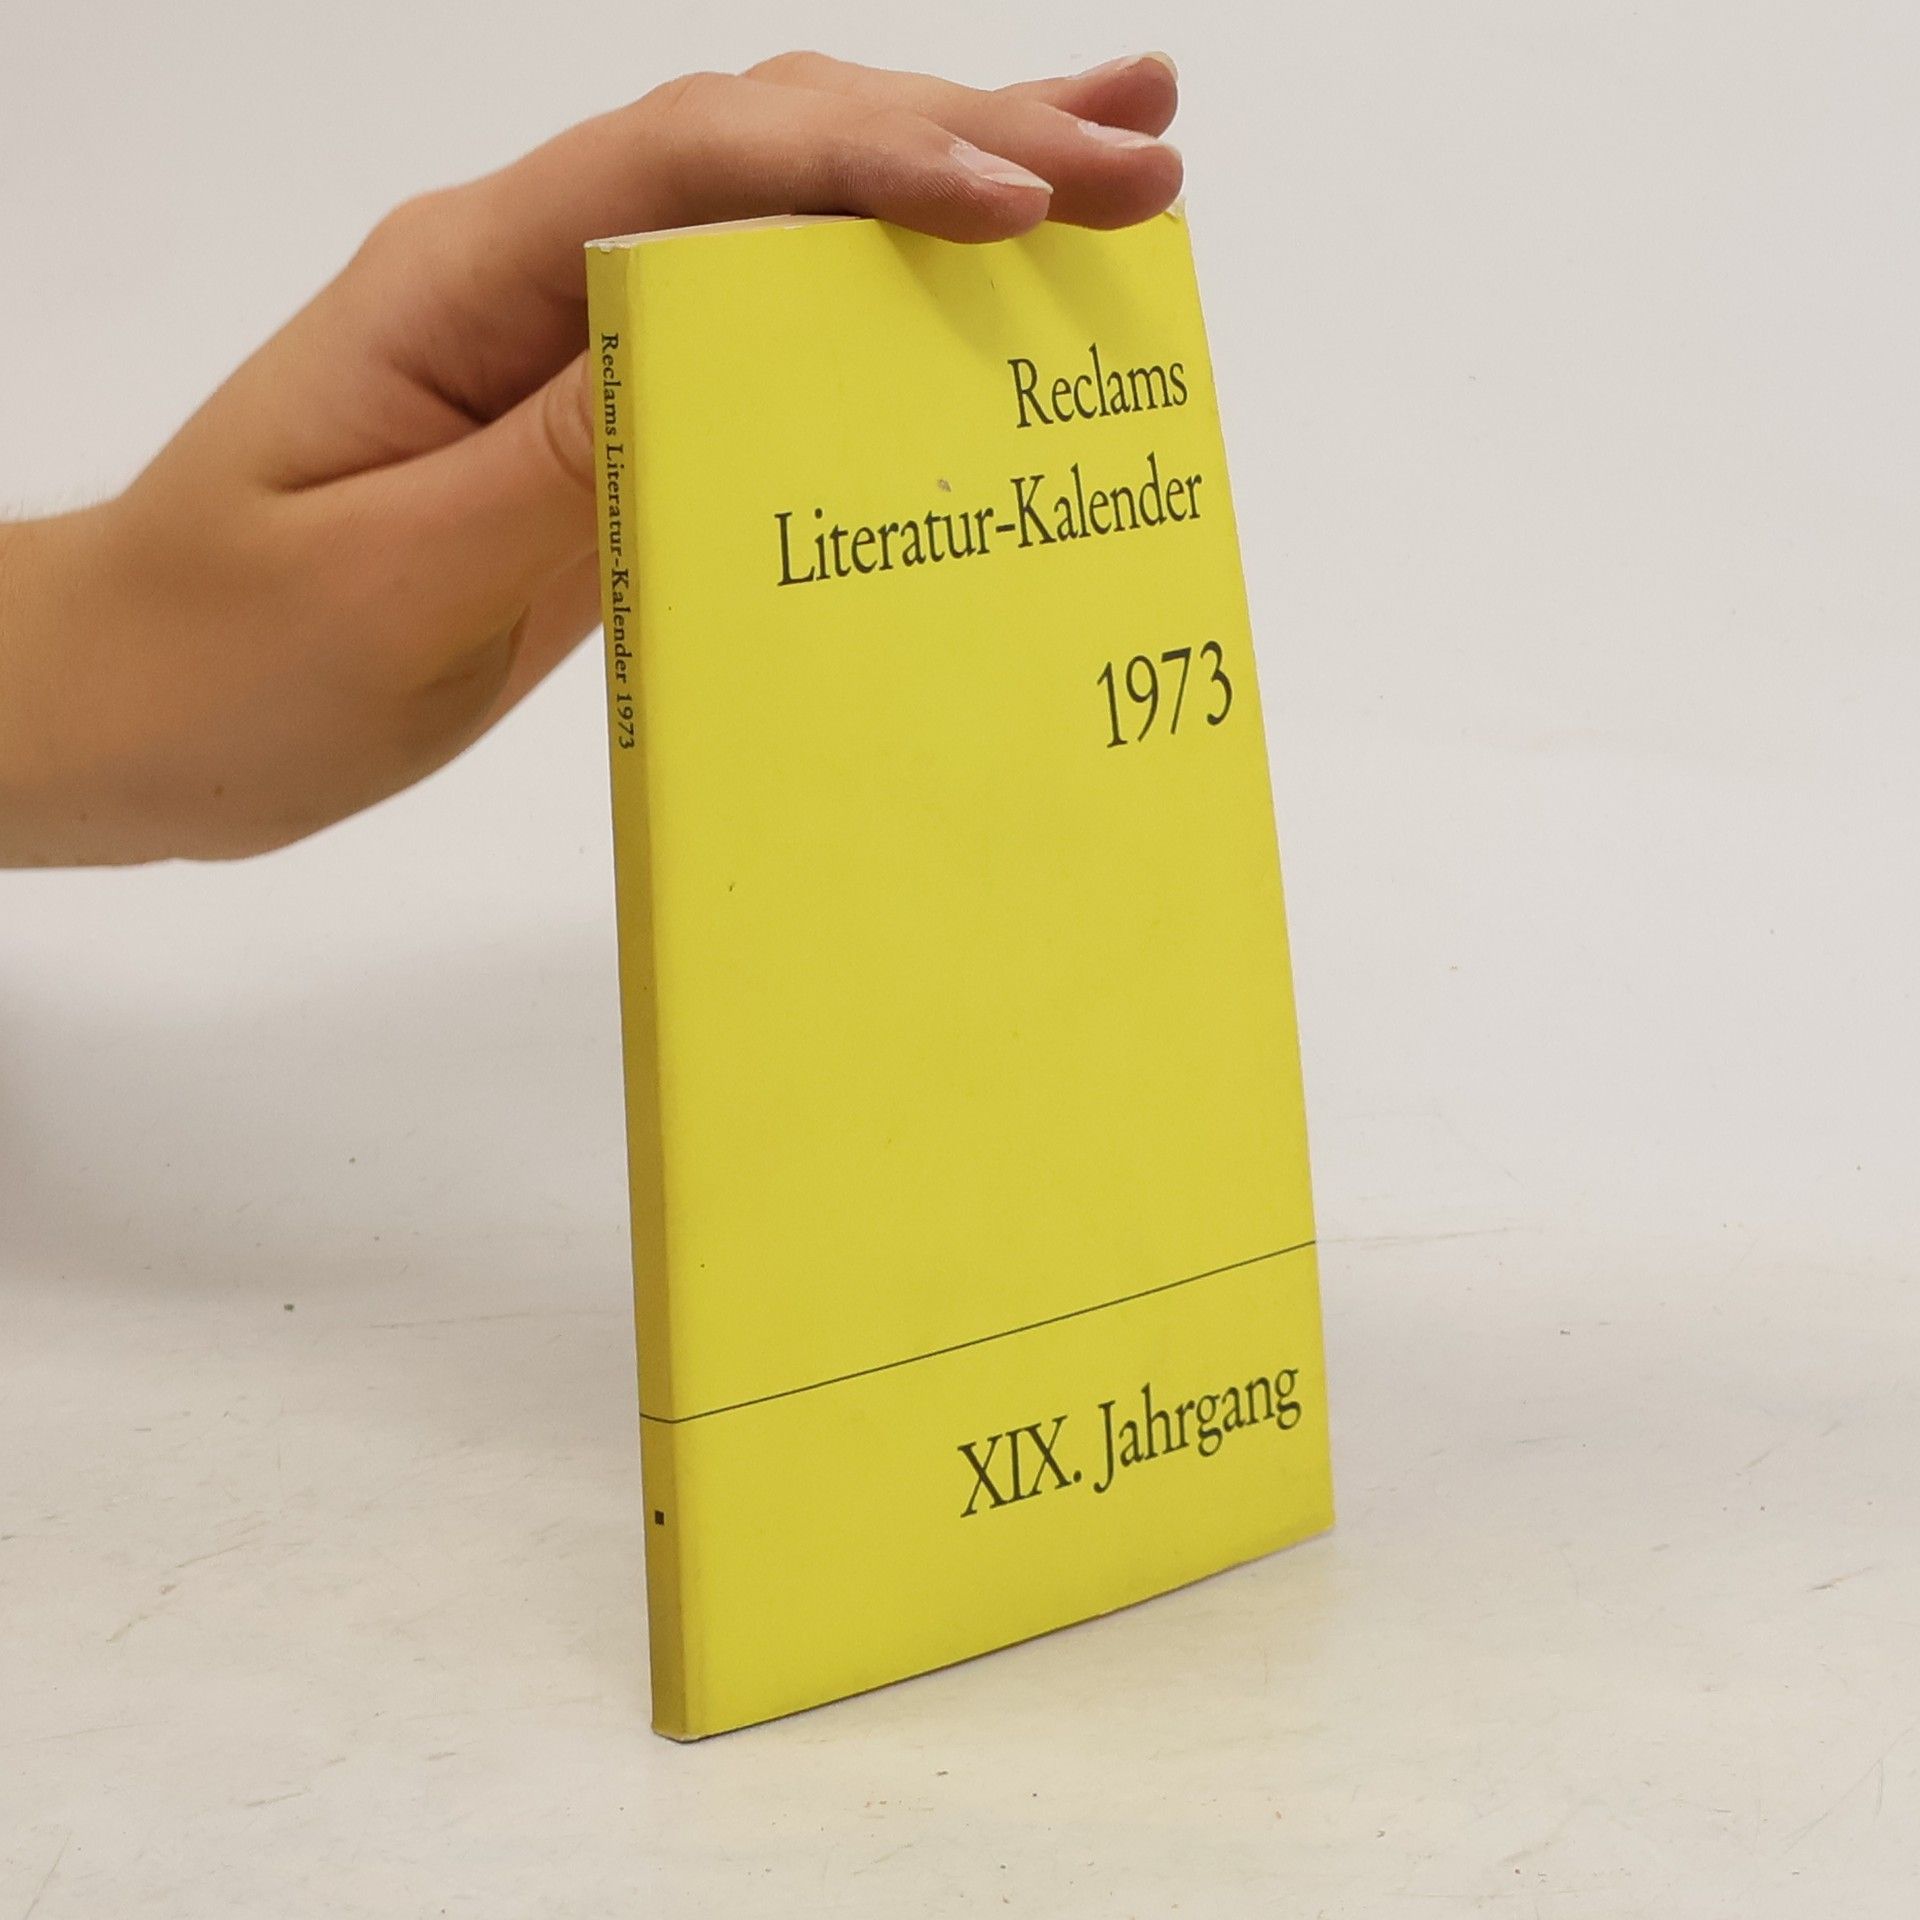 Reclams
Literatur-Kalender
1973
XIX. Jahrgang
Reclams Literatur-Kalender 1973